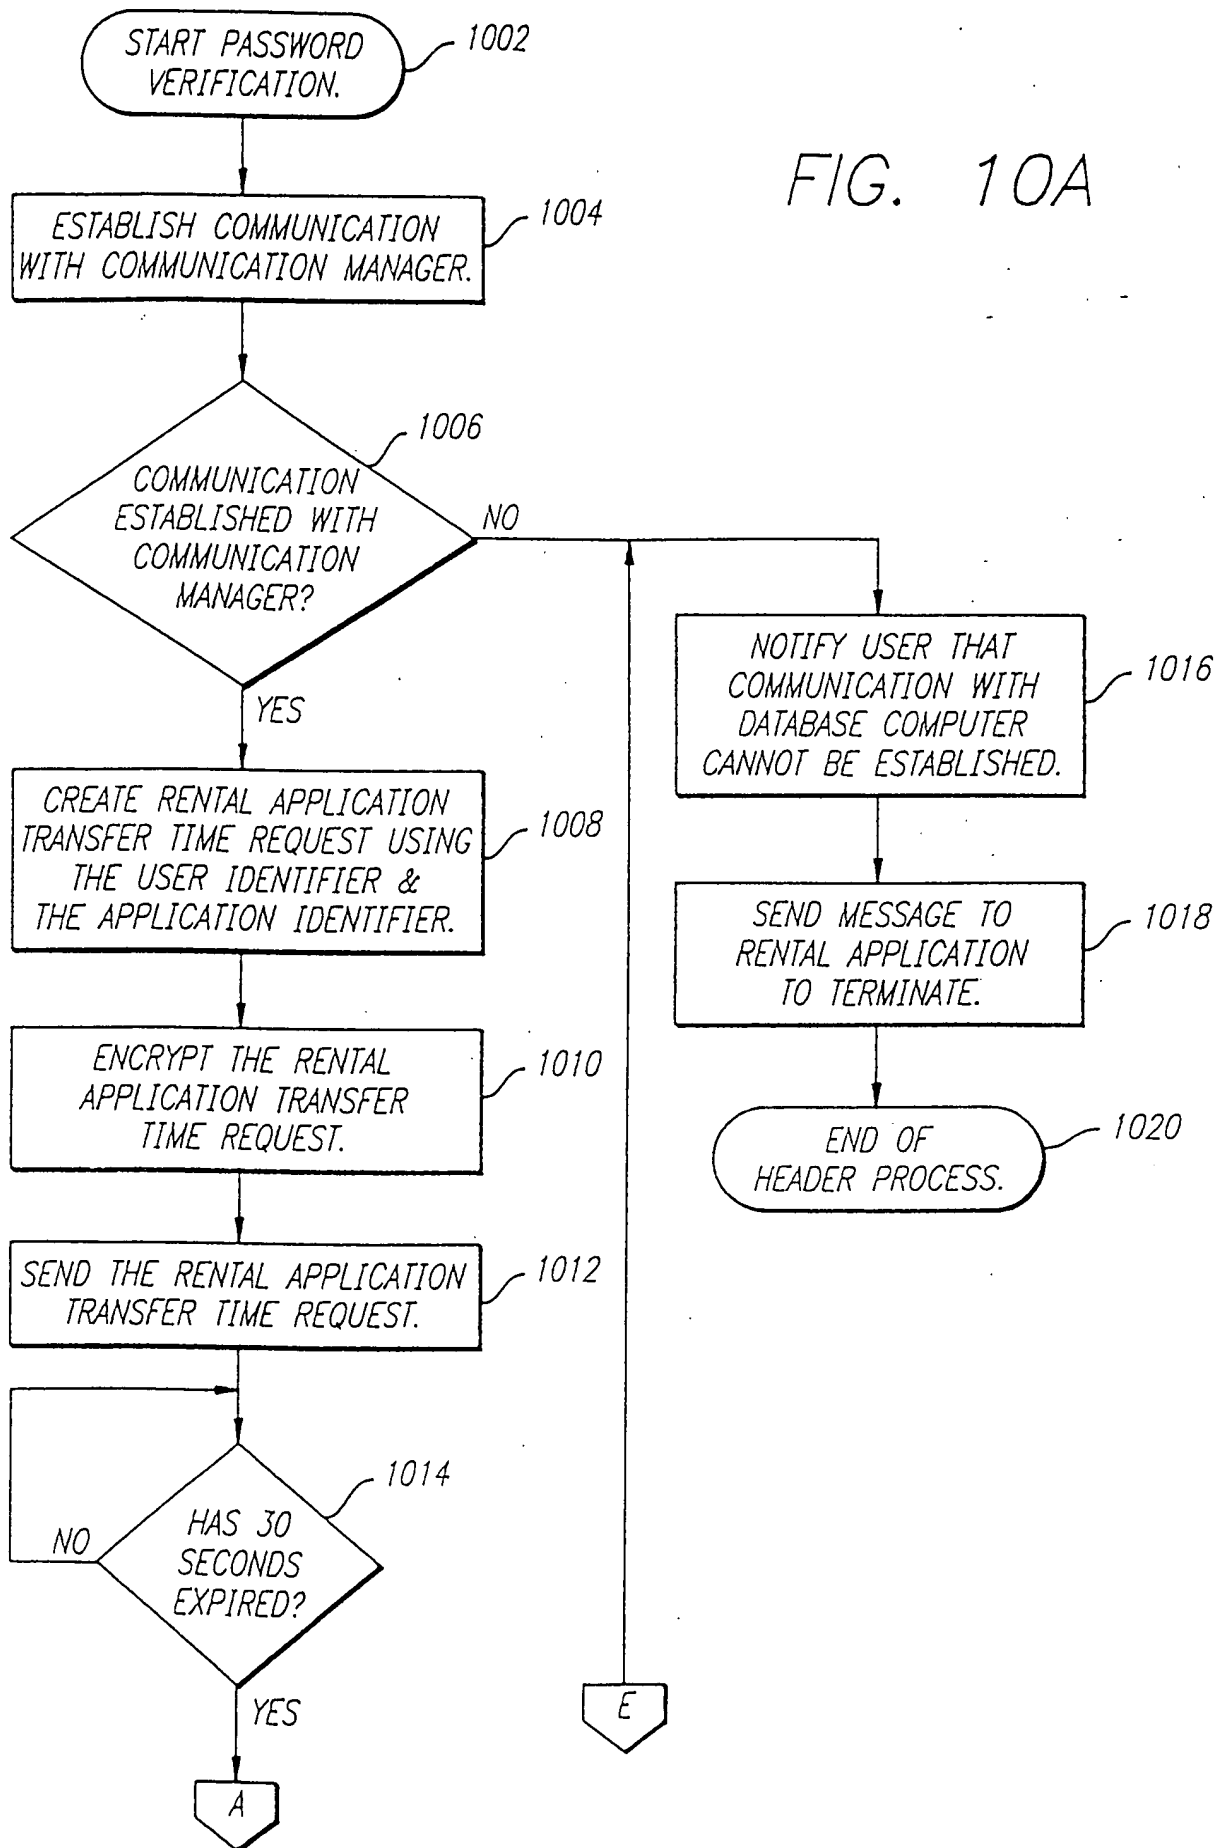 START PASSWORD
VERIFICATION.
1002
FIG. 10A
ESTABLISH COMMUNICATION
WITH COMMUNICATION MANAGER.
1004
1006
COMMUNICATION
ESTABLISHED WITH
COMMUNICATION
MANAGER?
NO
YES
CREATE RENTAL APPLICATION
TRANSFER TIME REQUEST USING
THE USER IDENTIFIER &
THE APPLICATION IDENTIFIER.
1008
ENCRYPT THE RENTAL
APPLICATION TRANSFER
TIME REQUEST.
1010
SEND THE RENTAL APPLICATION
TRANSFER TIME REQUEST.
1012
1014
HAS 30
SECONDS
EXPIRED?
NO
YES
A
NOTIFY USER THAT
COMMUNICATION WITH
DATABASE COMPUTER
CANNOT BE ESTABLISHED.
1016
SEND MESSAGE TO
RENTAL APPLICATION
TO TERMINATE.
1018
END OF
HEADER PROCESS.
1020
E